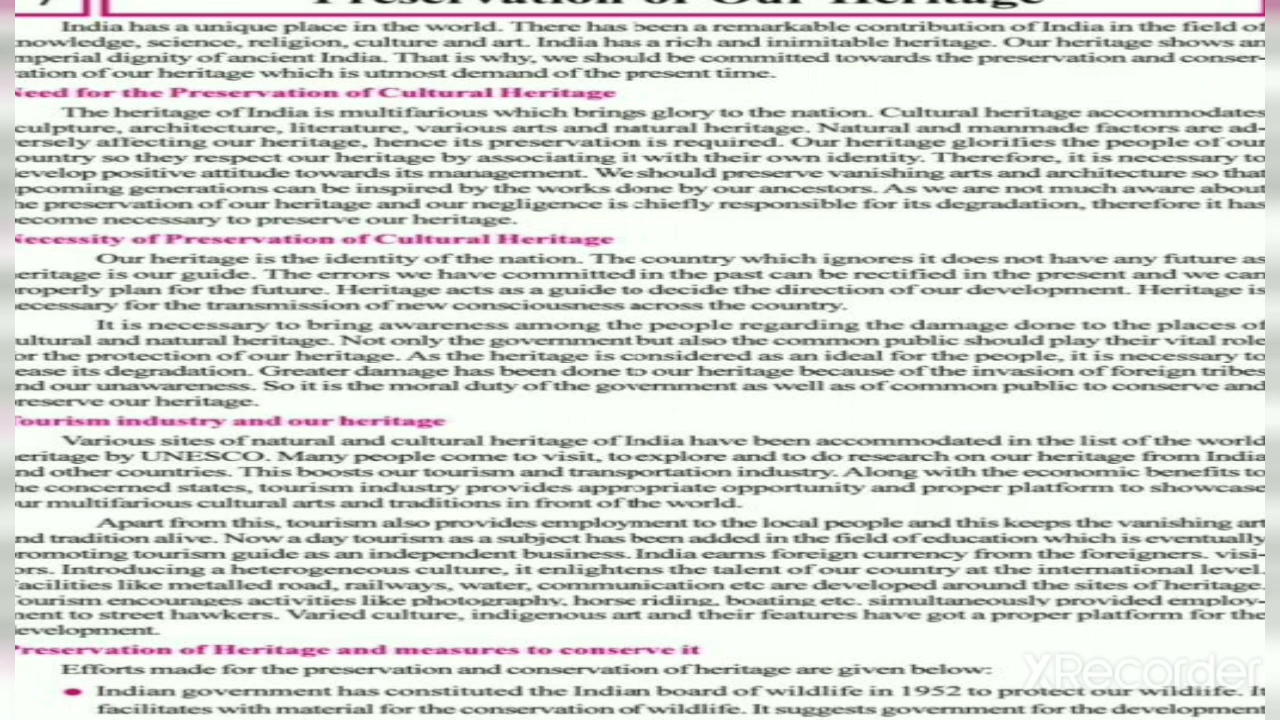 7 Preservation of Our Heritage
India has a unique place in the world. There has been a remarkable contribution of India in the field of
nowledge, science, religion, culture and art. India has a rich and inimitable heritage. Our heritage shows an
mperial dignity of ancient India. That is why, we should be committed towards the preservation and conser-
ation of our heritage which is utmost demand of the present time.
Need for the Preservation of Cultural Heritage
The heritage of India is multifarious which brings glory to the nation. Cultural heritage accommodates
culpture, architecture, literature, various arts and natural heritage. Natural and manmade factors are ad-
ersely affecting our heritage, hence its preservation is required. Our heritage glorifies the people of our
ountry so they respect our heritage by associating it with their own identity. Therefore, it is necessary to
evelop positive attitude towards its management. We should preserve vanishing arts and architecture so that
pcoming generations can be inspired by the works done by our ancestors. As we are not much aware about
he preservation of our heritage and our negligence is chiefly responsible for its degradation, therefore it has
ecome necessary to preserve our heritage.
Necessity of Preservation of Cultural Heritage
Our heritage is the identity of the nation. The country which ignores it does not have any future as
eritage is our guide. The errors we have committed in the past can be rectified in the present and we can
roperly plan for the future. Heritage acts as a guide to decide the direction of our development. Heritage is
ecessary for the transmission of new consciousness across the country.
It is necessary to bring awareness among the people regarding the damage done to the places of
ultural and natural heritage. Not only the government but also the common public should play their vital role
or the protection of our heritage. As the heritage is considered as an ideal for the people, it is necessary to
ease its degradation. Greater damage has been done to our heritage because of the invasion of foreign tribes
nd our unawareness. So it is the moral duty of the government as well as of common public to conserve and
reserve our heritage.
Tourism industry and our heritage
Various sites of natural and cultural heritage of India have been accommodated in the list of the world
eritage by UNESCO. Many people come to visit, to explore and to do research on our heritage from India
nd other countries. This boosts our tourism and transportation industry. Along with the economic benefits to
he concerned states, tourism industry provides appropriate opportunity and proper platform to showcase
ur multifarious cultural arts and traditions in front of the world.
Apart from this, tourism also provides employment to the local people and this keeps the vanishing art
nd tradition alive. Now a day tourism as a subject has been added in the field of education which is eventually
romoting tourism guide as an independent business. India earns foreign currency from the foreigners. visi-
ors. Introducing a heterogeneous culture, it enlightens the talent of our country at the international level.
acilities like metalled road, railways, water, communication etc are developed around the sites of heritage.
Tourism encourages activities like photography, horse riding, boating etc. simultaneously provided employ-
ment to street hawkers. Varied culture, indigenous art and their features have got a proper platform for the
evelopment.
Preservation of Heritage and measures to conserve it
Efforts made for the preservation and conservation of heritage are given below:
● Indian government has constituted the Indian board of wildlife in 1952 to protect our wildlife. It
facilitates with material for the conservation of wildlife. It suggests government for the development
XRecorder